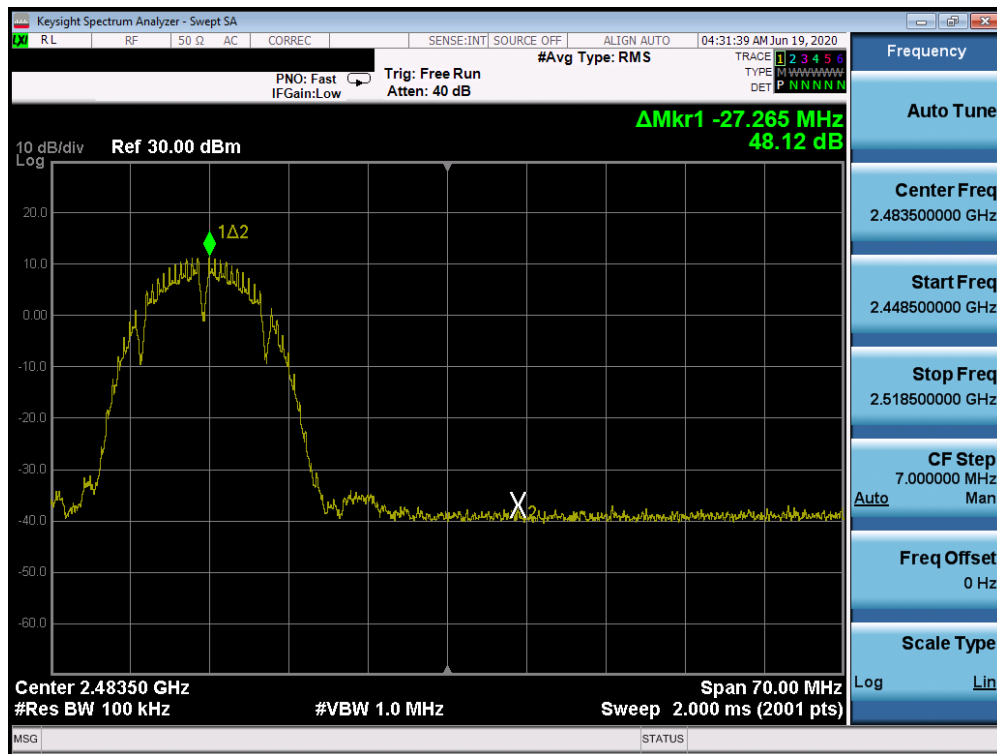 Keysight Spectrum Analyzer - Swept SA
LXI RL RF 50 Ω AC CORREC SENSE:INT SOURCE OFF ALIGN AUTO 04:31:39 AM Jun 19, 2020
Frequency
PNO: Fast
IFGain:Low
Trig: Free Run
Atten: 40 dB
#Avg Type: RMS
TRACE 1 2 3 4 5 6
TYPE M W W W W W
DET P N N N N N
ΔMkr1 -27.265 MHz
48.12 dB
10 dB/div
Log
Ref 30.00 dBm
20.0
10.0
0.00
-10.0
-20.0
-30.0
-40.0
-50.0
-60.0
1Δ2
X2
Center 2.48350 GHz
#Res BW 100 kHz
#VBW 1.0 MHz
Span 70.00 MHz
Sweep 2.000 ms (2001 pts)
MSG
STATUS
Auto Tune
Center Freq
2.483500000 GHz
Start Freq
2.448500000 GHz
Stop Freq
2.518500000 GHz
CF Step
7.000000 MHz
Auto Man
Freq Offset
0 Hz
Scale Type
Log Lin